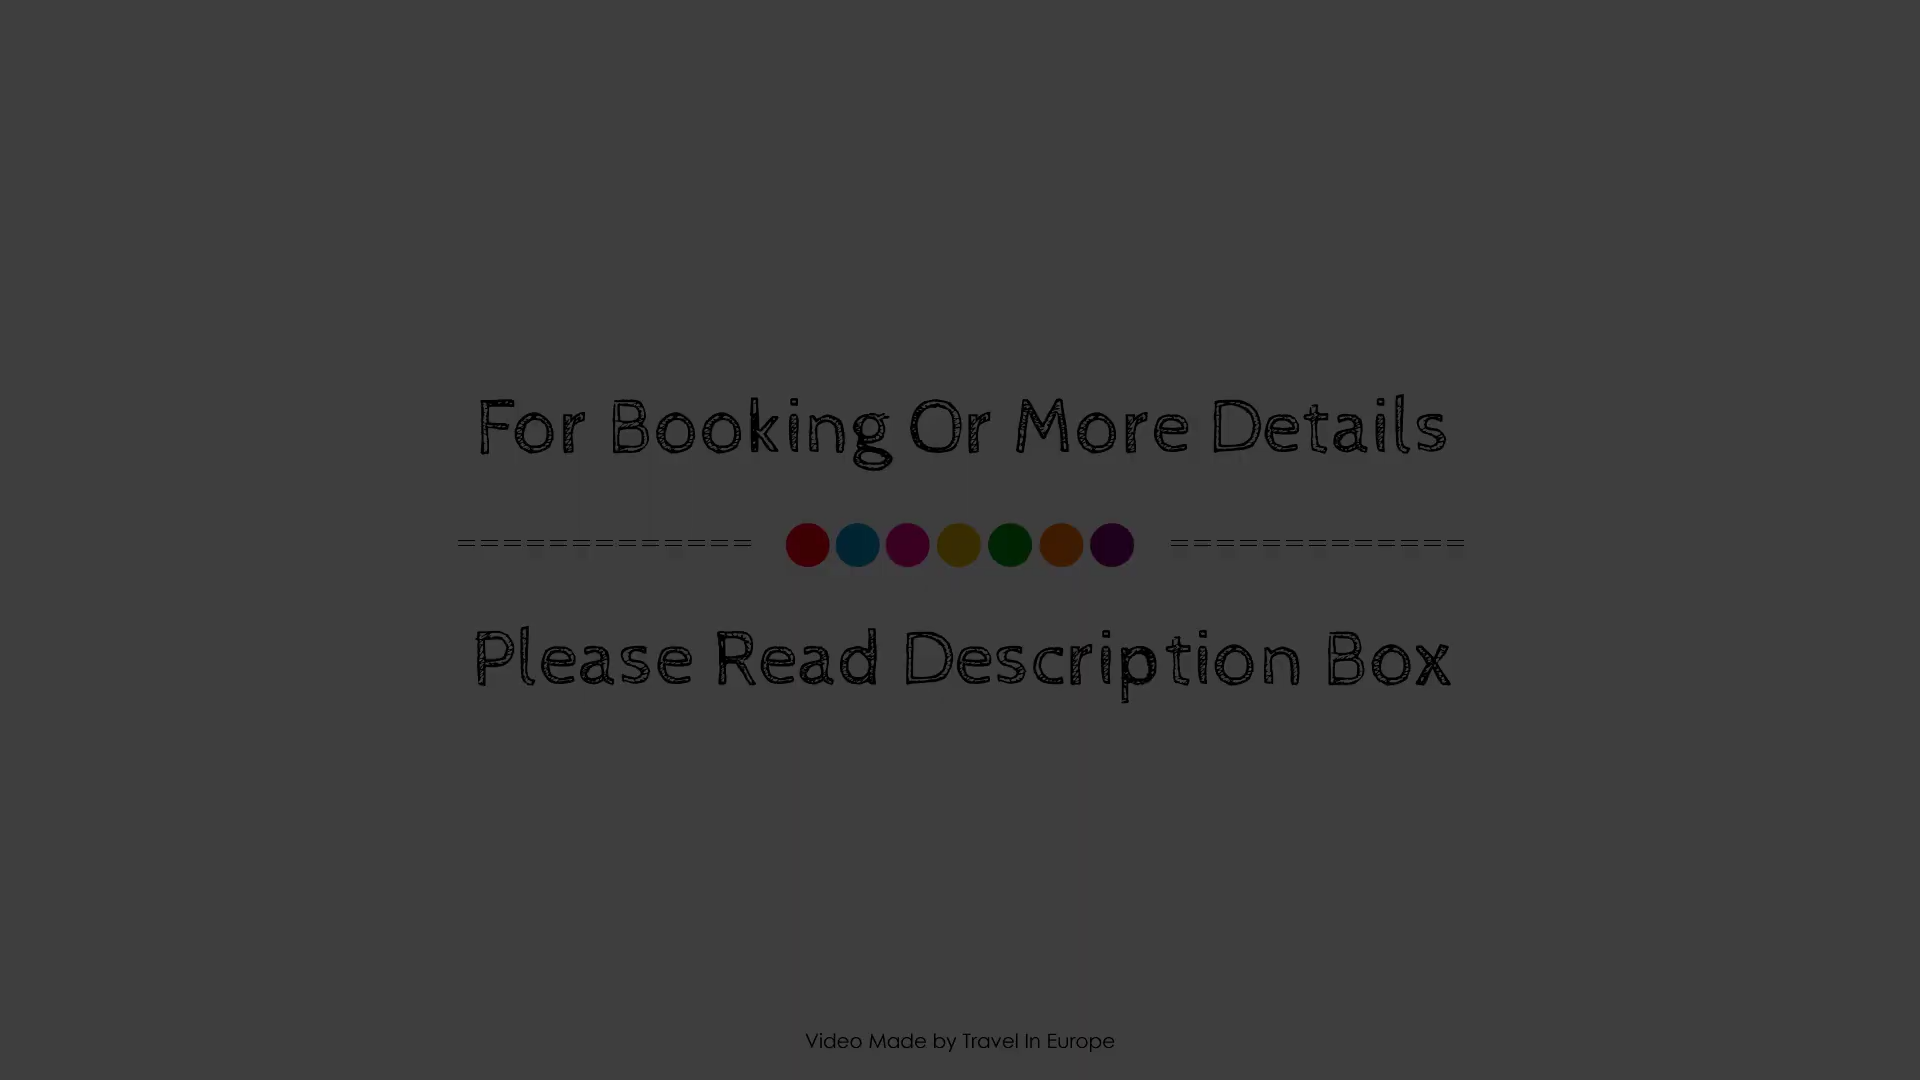 For Booking Or More Details
============= =============
Please Read Description Box
Video Made by Travel In Europe